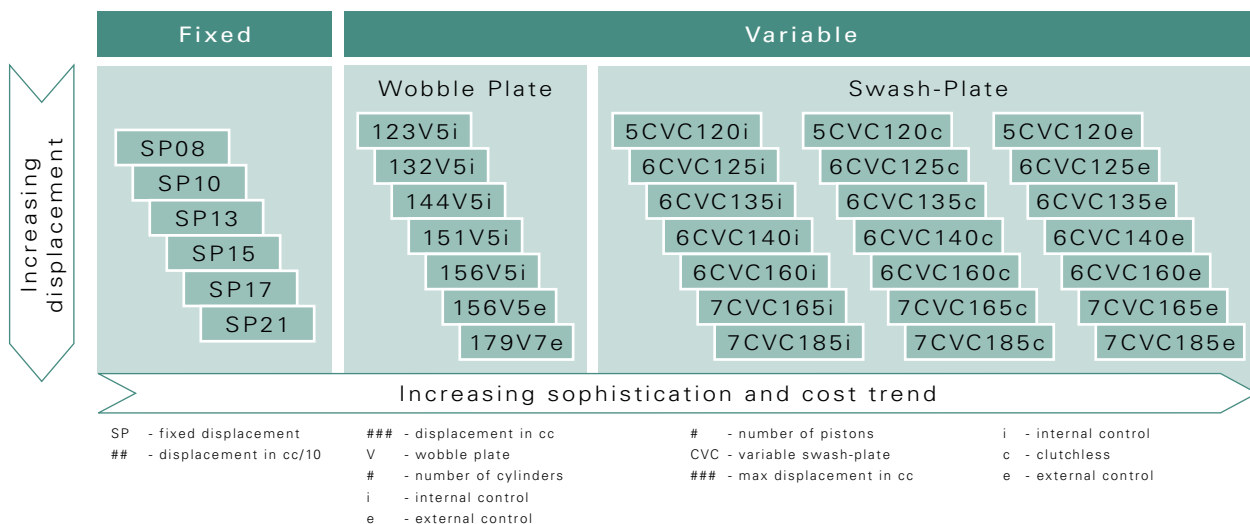 Fixed
Variable
Increasing
displacement
Wobble Plate
Swash-Plate
SP08
SP10
SP13
SP15
SP17
SP21
123V5i
132V5i
144V5i
151V5i
156V5i
156V5e
179V7e
5CVC120i
6CVC125i
6CVC135i
6CVC140i
6CVC160i
7CVC165i
7CVC185i
5CVC120c
6CVC125c
6CVC135c
6CVC140c
6CVC160c
7CVC165c
7CVC185c
5CVC120e
6CVC125e
6CVC135e
6CVC140e
6CVC160e
7CVC165e
7CVC185e
Increasing sophistication and cost trend
SP - fixed displacement
## - displacement in cc/10
### - displacement in cc
V - wobble plate
# - number of cylinders
i - internal control
e - external control
# - number of pistons
CVC - variable swash-plate
### - max displacement in cc
i - internal control
c - clutchless
e - external control